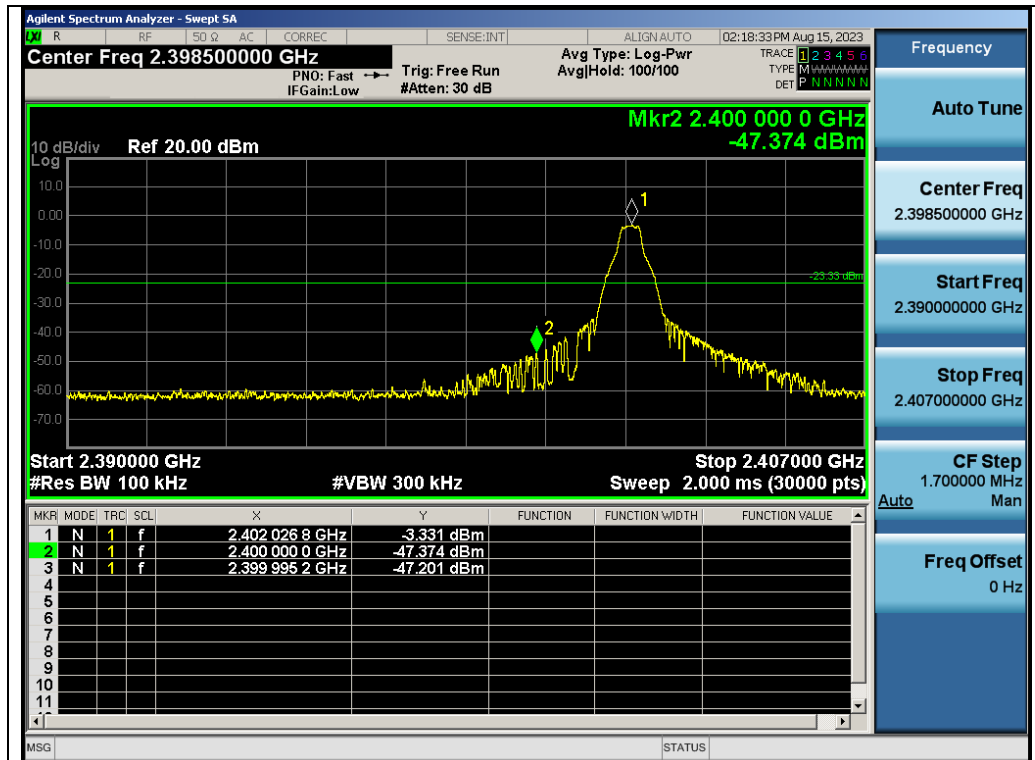 Agilent Spectrum Analyzer - Swept SA
LXI R RF 50 Ω AC CORREC SENSE:INT ALIGN AUTO 02:18:33 PM Aug 15, 2023
Center Freq 2.398500000 GHz
PNO: Fast
IFGain:Low
Trig: Free Run
#Atten: 30 dB
Avg Type: Log-Pwr
Avg|Hold: 100/100
TRACE 1 2 3 4 5 6
TYPE M WWWWW
DET P N N N N N
Mkr2 2.400 000 0 GHz
-47.374 dBm
10 dB/div Ref 20.00 dBm
Log
10.0
0.00
-10.0
-20.0
-30.0
-40.0
-50.0
-60.0
-70.0
1
2
-23.33 dBm
Start 2.390000 GHz Stop 2.407000 GHz
#Res BW 100 kHz #VBW 300 kHz Sweep 2.000 ms (30000 pts)
MKR MODE TRC SCL X Y FUNCTION FUNCTION WIDTH FUNCTION VALUE
1 N 1 f 2.402 026 8 GHz -3.331 dBm
2 N 1 f 2.400 000 0 GHz -47.374 dBm
3 N 1 f 2.399 995 2 GHz -47.201 dBm
4
5
6
7
8
9
10
11
MSG STATUS
Frequency
Auto Tune
Center Freq
2.398500000 GHz
Start Freq
2.390000000 GHz
Stop Freq
2.407000000 GHz
CF Step
1.700000 MHz
Auto Man
Freq Offset
0 Hz